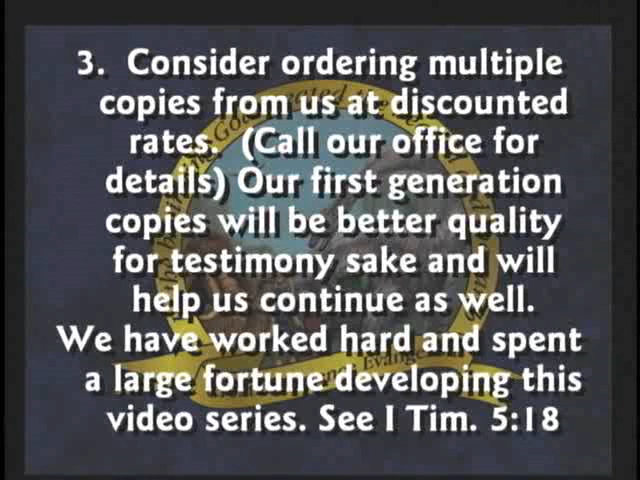 3. Consider ordering multiple
copies from us at discounted
rates. (Call our office for
details) Our first generation
copies will be better quality
for testimony sake and will
help us continue as well.
We have worked hard and spent
a large fortune developing this
video series. See I Tim. 5:18